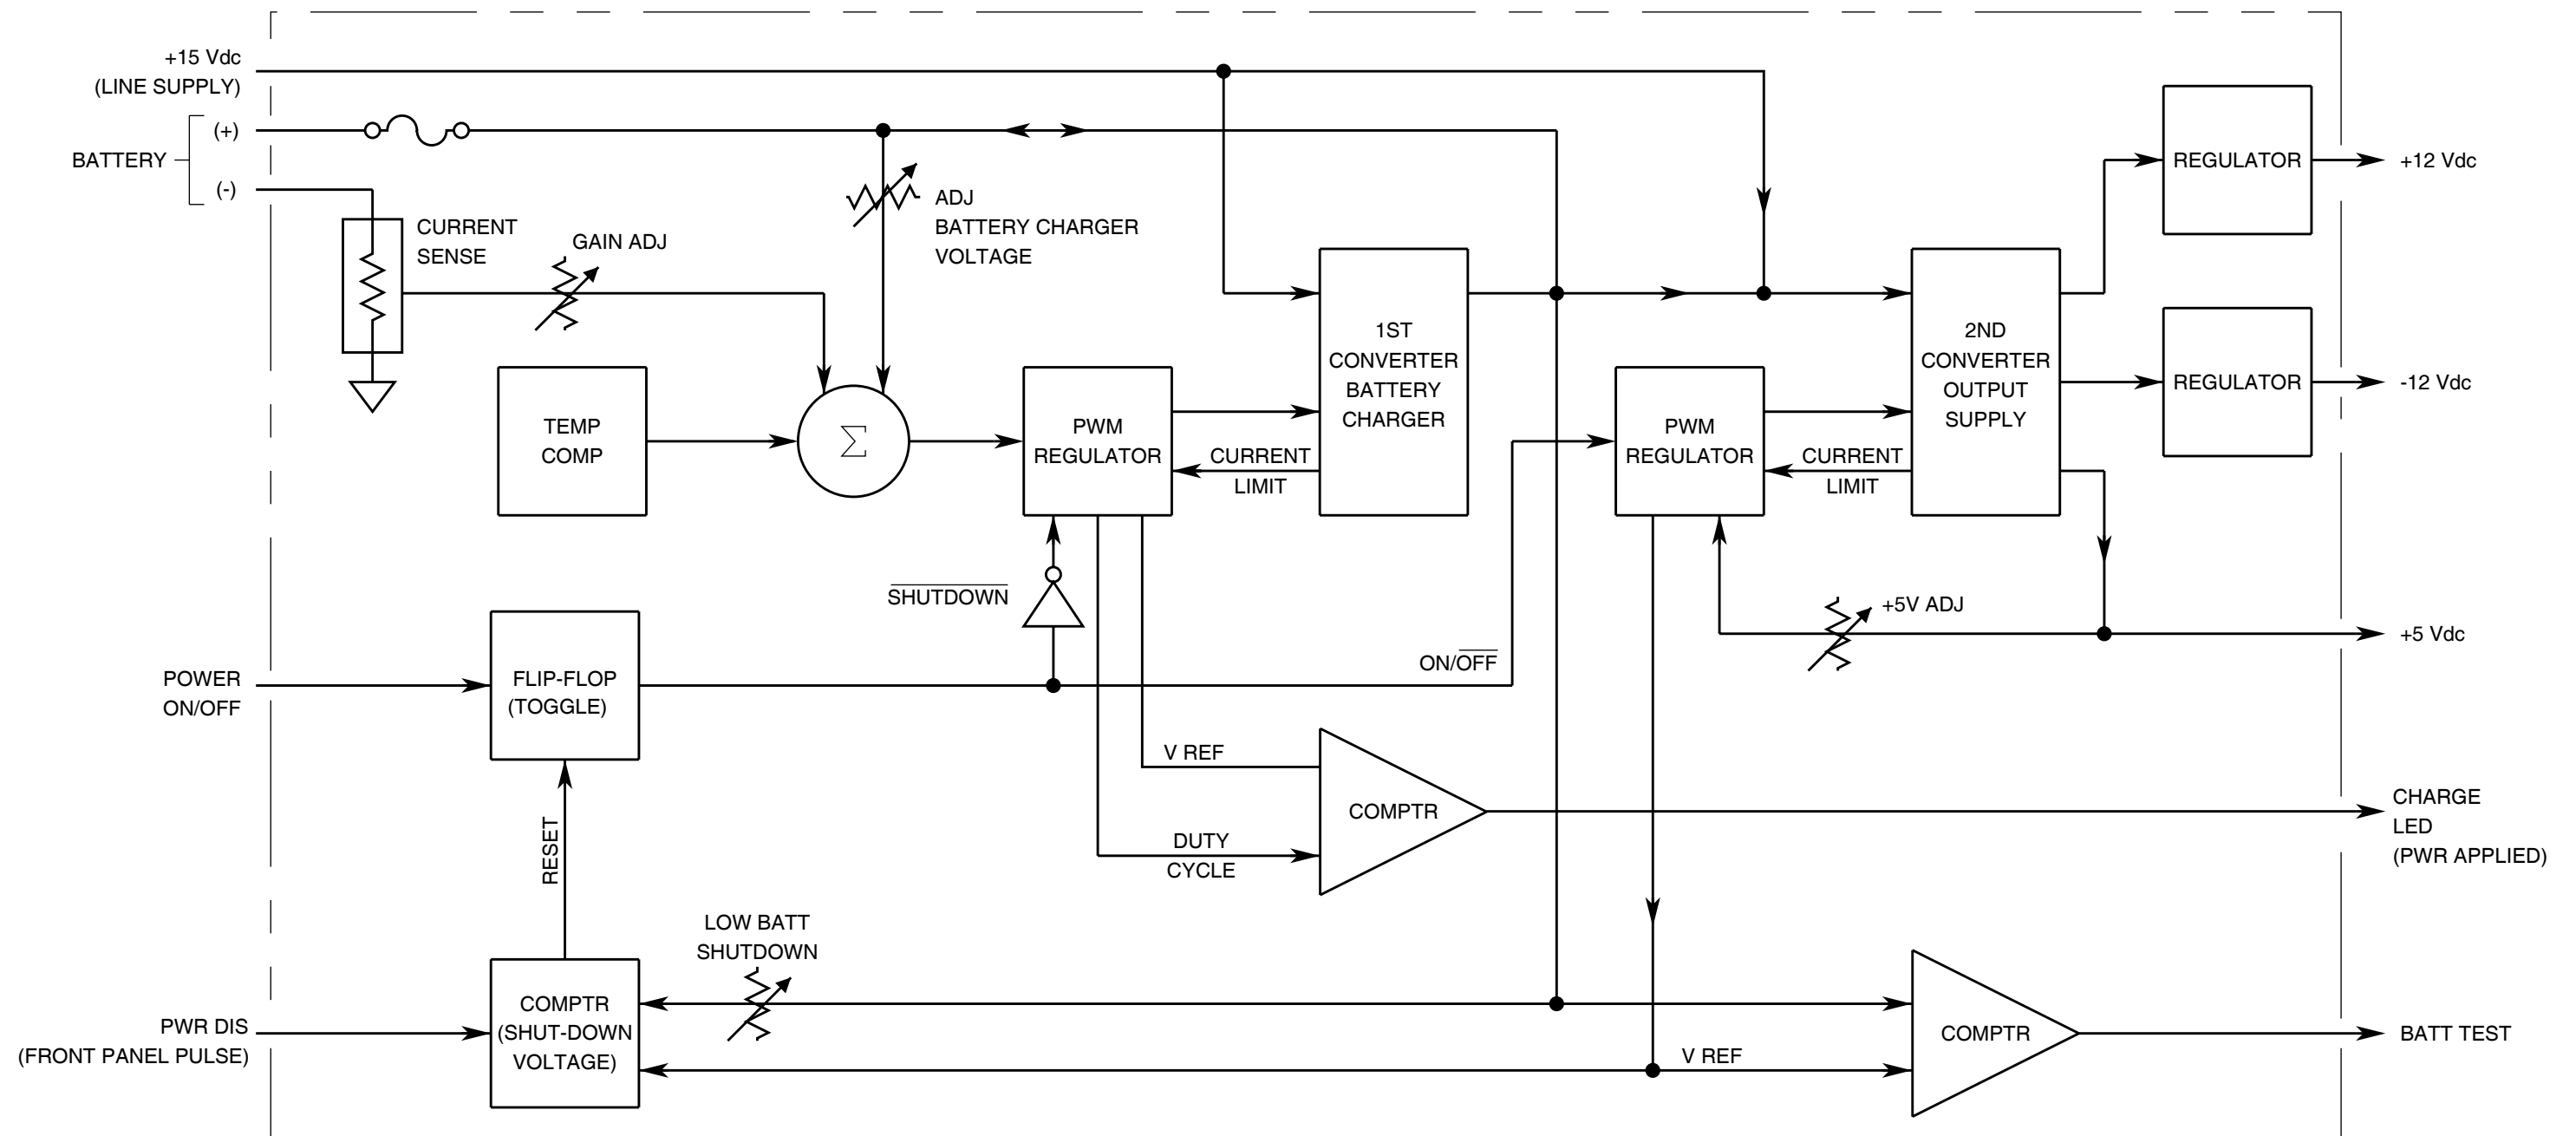 +15 Vdc
(LINE SUPPLY)
BATTERY
(+)
(-)
CURRENT
SENSE
GAIN ADJ
ADJ
BATTERY CHARGER
VOLTAGE
TEMP
COMP
Σ
PWM
REGULATOR
CURRENT
LIMIT
1ST
CONVERTER
BATTERY
CHARGER
PWM
REGULATOR
CURRENT
LIMIT
2ND
CONVERTER
OUTPUT
SUPPLY
REGULATOR
+12 Vdc
REGULATOR
-12 Vdc
SHUTDOWN
+5V ADJ
+5 Vdc
POWER
ON/OFF
FLIP-FLOP
(TOGGLE)
ON/OFF
V REF
DUTY
CYCLE
COMPTR
CHARGE
LED
(PWR APPLIED)
RESET
LOW BATT
SHUTDOWN
PWR DIS
(FRONT PANEL PULSE)
COMPTR
(SHUT-DOWN
VOLTAGE)
V REF
COMPTR
BATT TEST